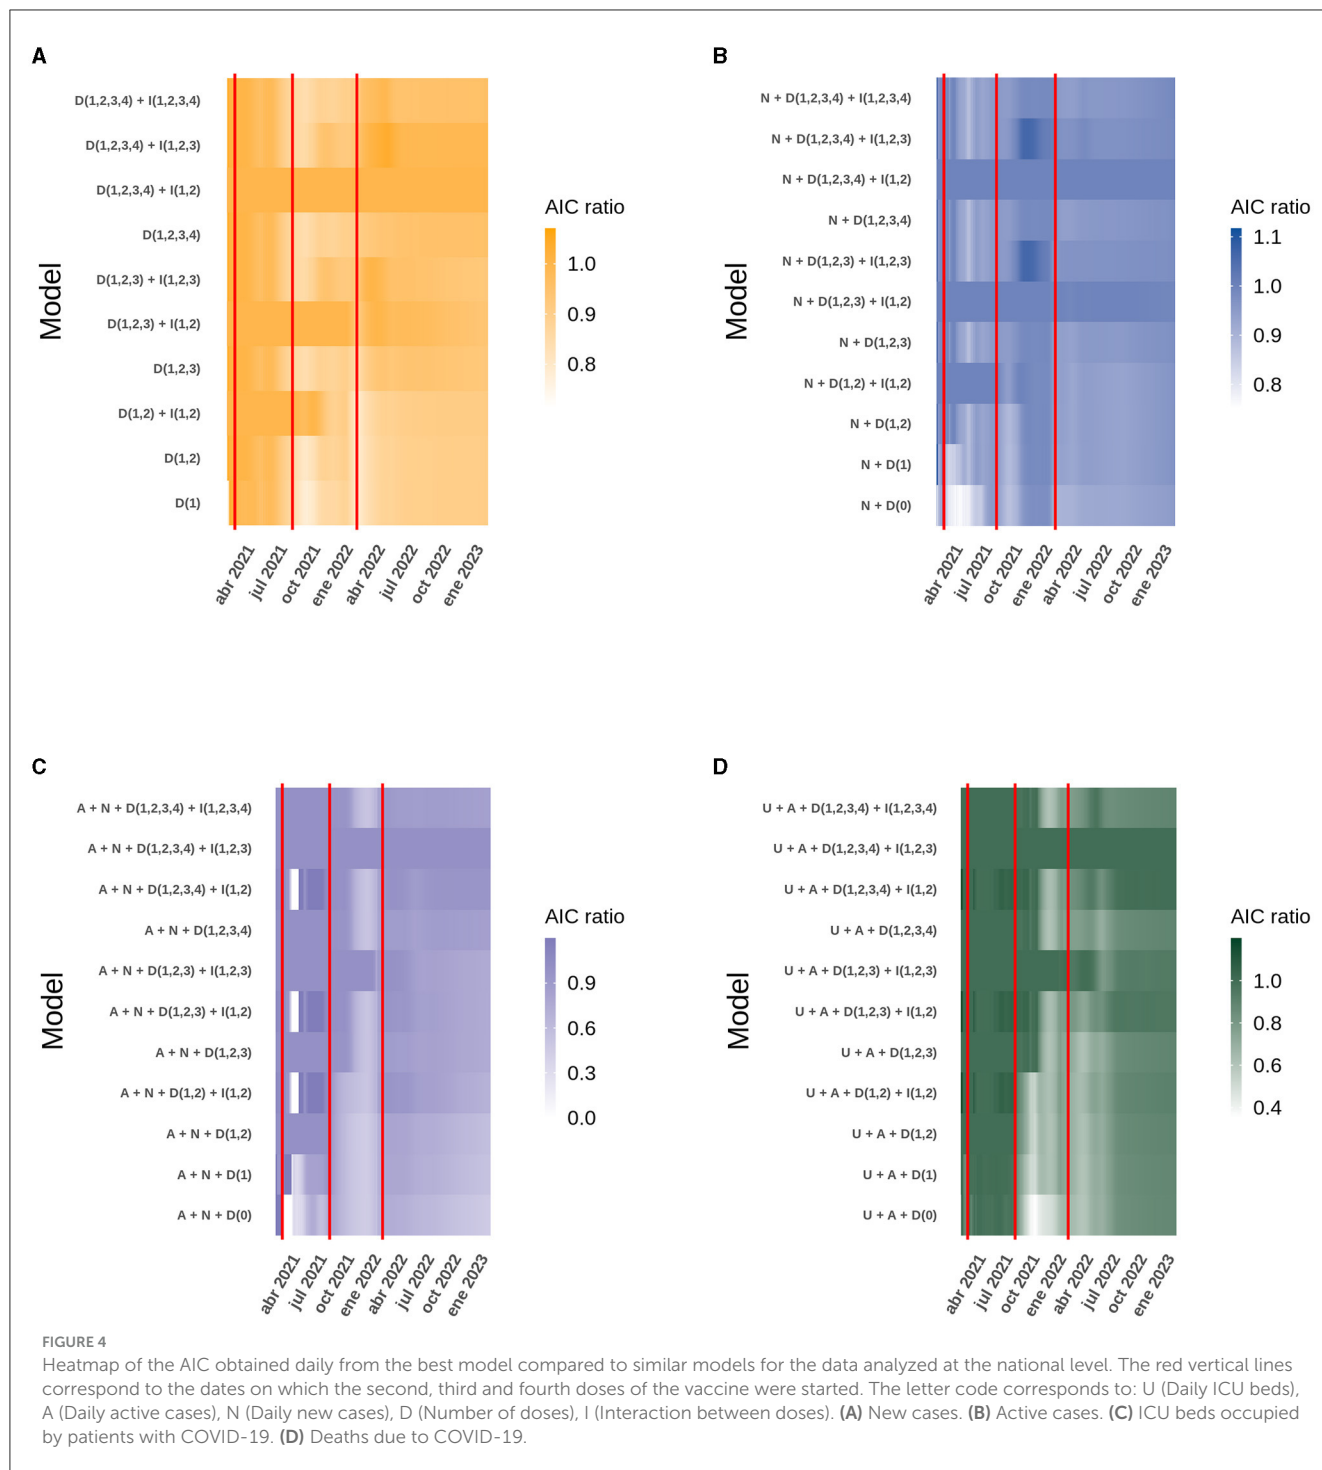 A
Model
D(1,2,3,4) + I(1,2,3,4)
D(1,2,3,4) + I(1,2,3)
D(1,2,3,4) + I(1,2)
D(1,2,3,4)
D(1,2,3) + I(1,2,3)
D(1,2,3) + I(1,2)
D(1,2,3)
D(1,2) + I(1,2)
D(1,2)
D(1)
abr 2021
jul 2021
oct 2021
ene 2022
abr 2022
jul 2022
oct 2022
ene 2023
AIC ratio
1.0
0.9
0.8
B
Model
N + D(1,2,3,4) + I(1,2,3,4)
N + D(1,2,3,4) + I(1,2,3)
N + D(1,2,3,4) + I(1,2)
N + D(1,2,3,4)
N + D(1,2,3) + I(1,2,3)
N + D(1,2,3) + I(1,2)
N + D(1,2,3)
N + D(1,2) + I(1,2)
N + D(1,2)
N + D(1)
N + D(0)
abr 2021
jul 2021
oct 2021
ene 2022
abr 2022
jul 2022
oct 2022
ene 2023
AIC ratio
1.1
1.0
0.9
0.8
C
Model
A + N + D(1,2,3,4) + I(1,2,3,4)
A + N + D(1,2,3,4) + I(1,2,3)
A + N + D(1,2,3,4) + I(1,2)
A + N + D(1,2,3,4)
A + N + D(1,2,3) + I(1,2,3)
A + N + D(1,2,3) + I(1,2)
A + N + D(1,2,3)
A + N + D(1,2) + I(1,2)
A + N + D(1,2)
A + N + D(1)
A + N + D(0)
abr 2021
jul 2021
oct 2021
ene 2022
abr 2022
jul 2022
oct 2022
ene 2023
AIC ratio
0.9
0.6
0.3
0.0
D
Model
U + A + D(1,2,3,4) + I(1,2,3,4)
U + A + D(1,2,3,4) + I(1,2,3)
U + A + D(1,2,3,4) + I(1,2)
U + A + D(1,2,3,4)
U + A + D(1,2,3) + I(1,2,3)
U + A + D(1,2,3) + I(1,2)
U + A + D(1,2,3)
U + A + D(1,2) + I(1,2)
U + A + D(1,2)
U + A + D(1)
U + A + D(0)
abr 2021
jul 2021
oct 2021
ene 2022
abr 2022
jul 2022
oct 2022
ene 2023
AIC ratio
1.0
0.8
0.6
0.4
FIGURE 4
Heatmap of the AIC obtained daily from the best model compared to similar models for the data analyzed at the national level. The red vertical lines
correspond to the dates on which the second, third and fourth doses of the vaccine were started. The letter code corresponds to: U (Daily ICU beds),
A (Daily active cases), N (Daily new cases), D (Number of doses), I (Interaction between doses). (A) New cases. (B) Active cases. (C) ICU beds occupied
by patients with COVID-19. (D) Deaths due to COVID-19.